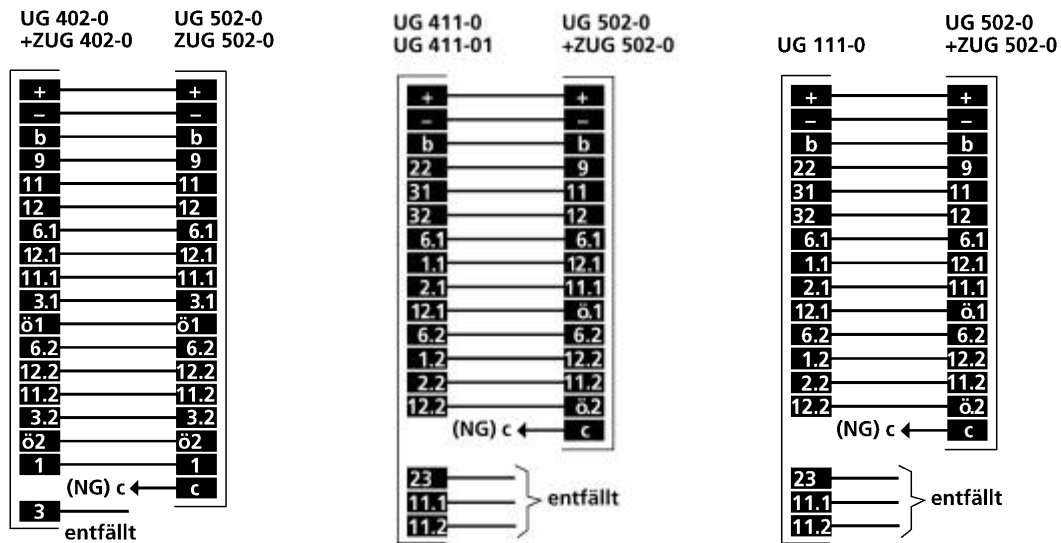 UG 402-0 UG 502-0
+ZUG 402-0 ZUG 502-0
+ +
– –
b b
9 9
11 11
12 12
6.1 6.1
12.1 12.1
11.1 11.1
3.1 3.1
ö1 ö1
6.2 6.2
12.2 12.2
11.2 11.2
3.2 3.2
ö2 ö2
1 1
(NG) c c
3
entfällt
UG 411-0 UG 502-0
UG 411-01 +ZUG 502-0
+ +
– –
b b
22 9
31 11
32 12
6.1 6.1
1.1 12.1
2.1 11.1
12.1 ö.1
6.2 6.2
1.2 12.2
2.2 11.2
12.2 ö.2
(NG) c c
23
11.1 entfällt
11.2
UG 502-0
UG 111-0 +ZUG 502-0
+ +
– –
b b
22 9
31 11
32 12
6.1 6.1
1.1 12.1
2.1 11.1
12.1 ö.1
6.2 6.2
1.2 12.2
2.2 11.2
12.2 ö.2
(NG) c c
23
11.1 entfällt
11.2